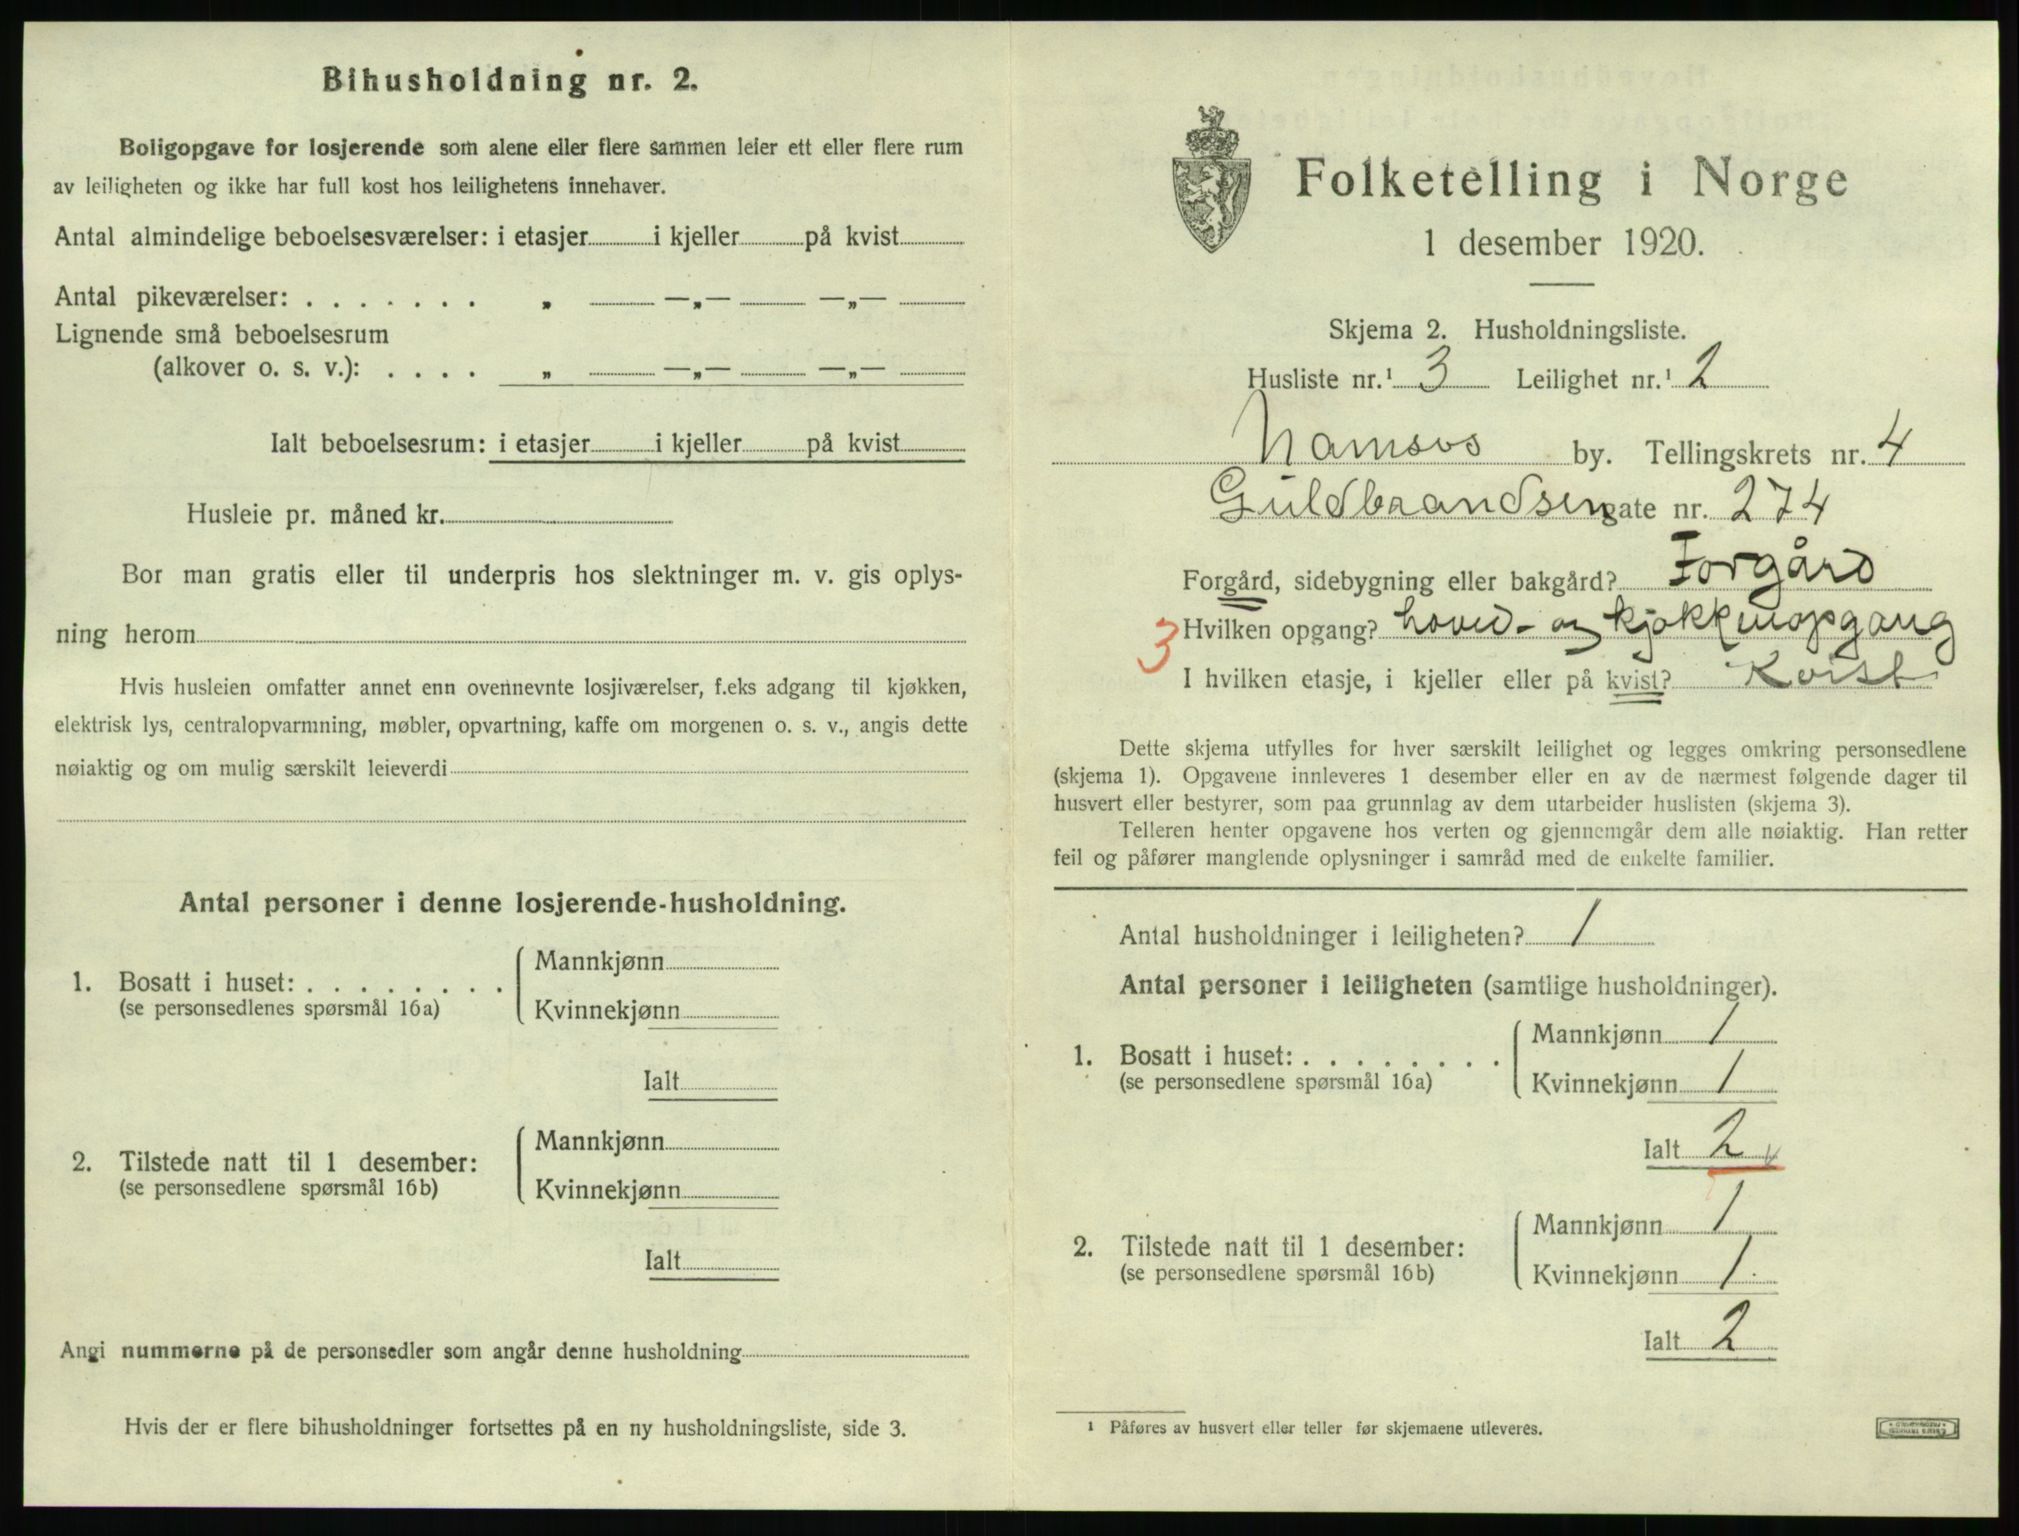 Bihusholdning nr. 2.
Boligopgave for losjerende som alene eller flere sammen leier ett eller flere rum
av leiligheten og ikke har full kost hos leilighetens innehaver.
Antal almindelige beboelsesværelser: i etasjer i kjeller på kvist
Antal pikeværelser: . . . . . . . „ —„— —„—
Lignende små beboelsesrum
(alkover o. s. v.): . . . . „ —„— —„—
Ialt beboelsesrum: i etasjer i kjeller på kvist
Husleie pr. måned kr.
Bor man gratis eller til underpris hos slektninger m. v. gis oplys-
ning herom
Hvis husleien omfatter annet enn ovennevnte losjiværelser, f.eks adgang til kjøkken,
elektrisk lys, centralopvarmning, møbler, opvartning, kaffe om morgenen o. s. v., angis dette
nøiaktig og om mulig særskilt leieverdi
Antal personer i denne losjerende-husholdning.
1. Bosatt i huset: . . . . . . . .
(se personsedlenes spørsmål 16a)
Mannkjønn
Kvinnekjønn
Ialt
2. Tilstede natt til 1 desember:
(se personsedlene spørsmål 16b)
Mannkjønn
Kvinnekjønn
Ialt
Angi nummerne på de personsedler som angår denne husholdning
Hvis der er flere bihusholdninger fortsettes på en ny husholdningsliste, side 3.
Folketelling i Norge
1 desember 1920.
Skjema 2. Husholdningsliste.
Husliste nr.¹ 3 Leilighet nr.¹ 2
Namsos by. Tellingskrets nr. 4
Guldbrandsen gate nr. 274
Forgård, sidebygning eller bakgård? Forgård
3 Hvilken opgang? hoved- og kjøkkenopgang
I hvilken etasje, i kjeller eller på kvist? Kvist
Dette skjema utfylles for hver særskilt leilighet og legges omkring personsedlene
(skjema 1). Opgavene innleveres 1 desember eller en av de nærmest følgende dager til
husvert eller bestyrer, som paa grunnlag av dem utarbeider huslisten (skjema 3).
Telleren henter opgavene hos verten og gjennemgår dem alle nøiaktig. Han retter
feil og påfører manglende oplysninger i samråd med de enkelte familier.
Antal husholdninger i leiligheten? 1
Antal personer i leiligheten (samtlige husholdninger).
1. Bosatt i huset: . . . . . . . .
(se personsedlene spørsmål 16a)
Mannkjønn 1
Kvinnekjønn 1
Ialt 2
2. Tilstede natt til 1 desember:
(se personsedlene spørsmål 16b)
Mannkjønn 1
Kvinnekjønn 1
Ialt 2
¹ Påføres av husvert eller teller før skjemaene utleveres.